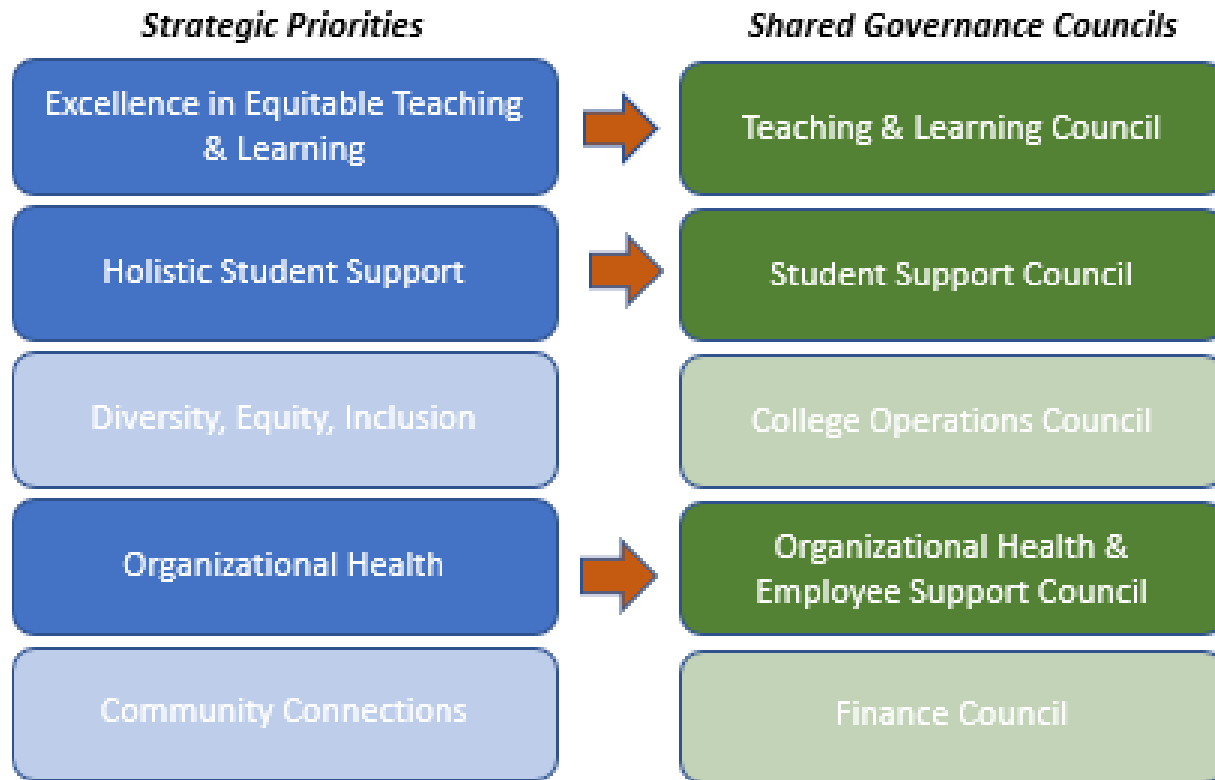 Strategic Priorities
Shared Governance Councils
Excellence in Equitable Teaching
& Learning
Teaching & Learning Council
Holistic Student Support
Student Support Council
Diversity, Equity, Inclusion
College Operations Council
Organizational Health
Organizational Health &
Employee Support Council
Community Connections
Finance Council